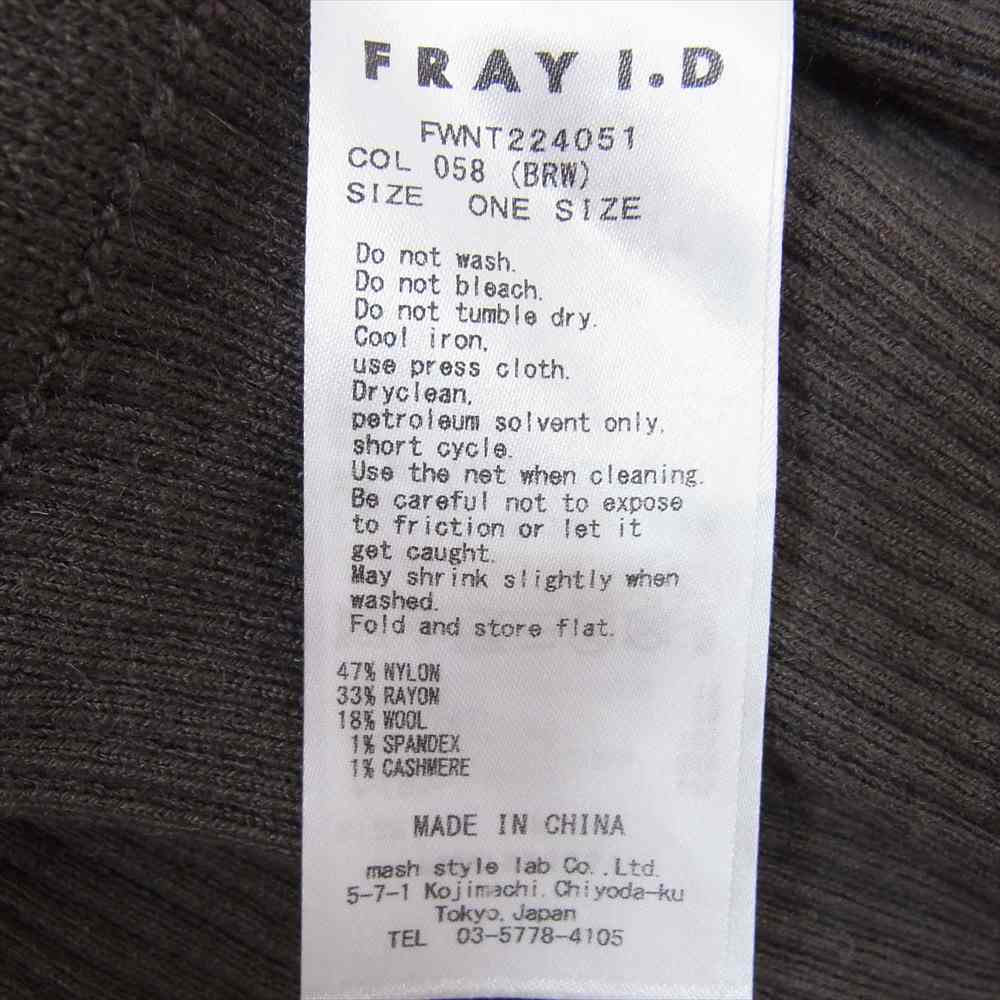 FRAY I.D
FWNT224051
COL 058 (BRW)
SIZE ONE SIZE
Do not wash.
Do not bleach.
Do not tumble dry.
Cool iron,
use press cloth.
Dryclean,
petroleum solvent only,
short cycle.
Use the net when cleaning.
Be careful not to expose
to friction or let it
get caught.
May shrink slightly when
washed.
Fold and store flat.
47% NYLON
33% RAYON
18% WOOL
1% SPANDEX
1% CASHMERE
MADE IN CHINA
mash style lab Co.,Ltd.
5-7-1 Kojimachi, Chiyoda-ku
Tokyo, Japan
TEL 03-5778-4105